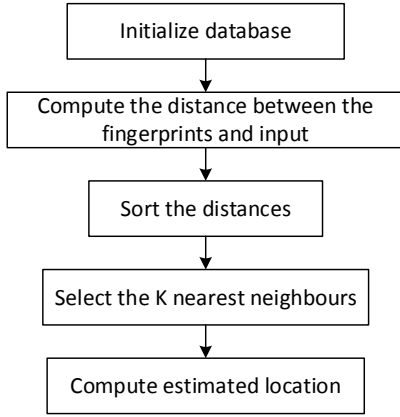 Initialize database
Compute the distance between the
fingerprints and input
Sort the distances
Select the K nearest neighbours
Compute estimated location